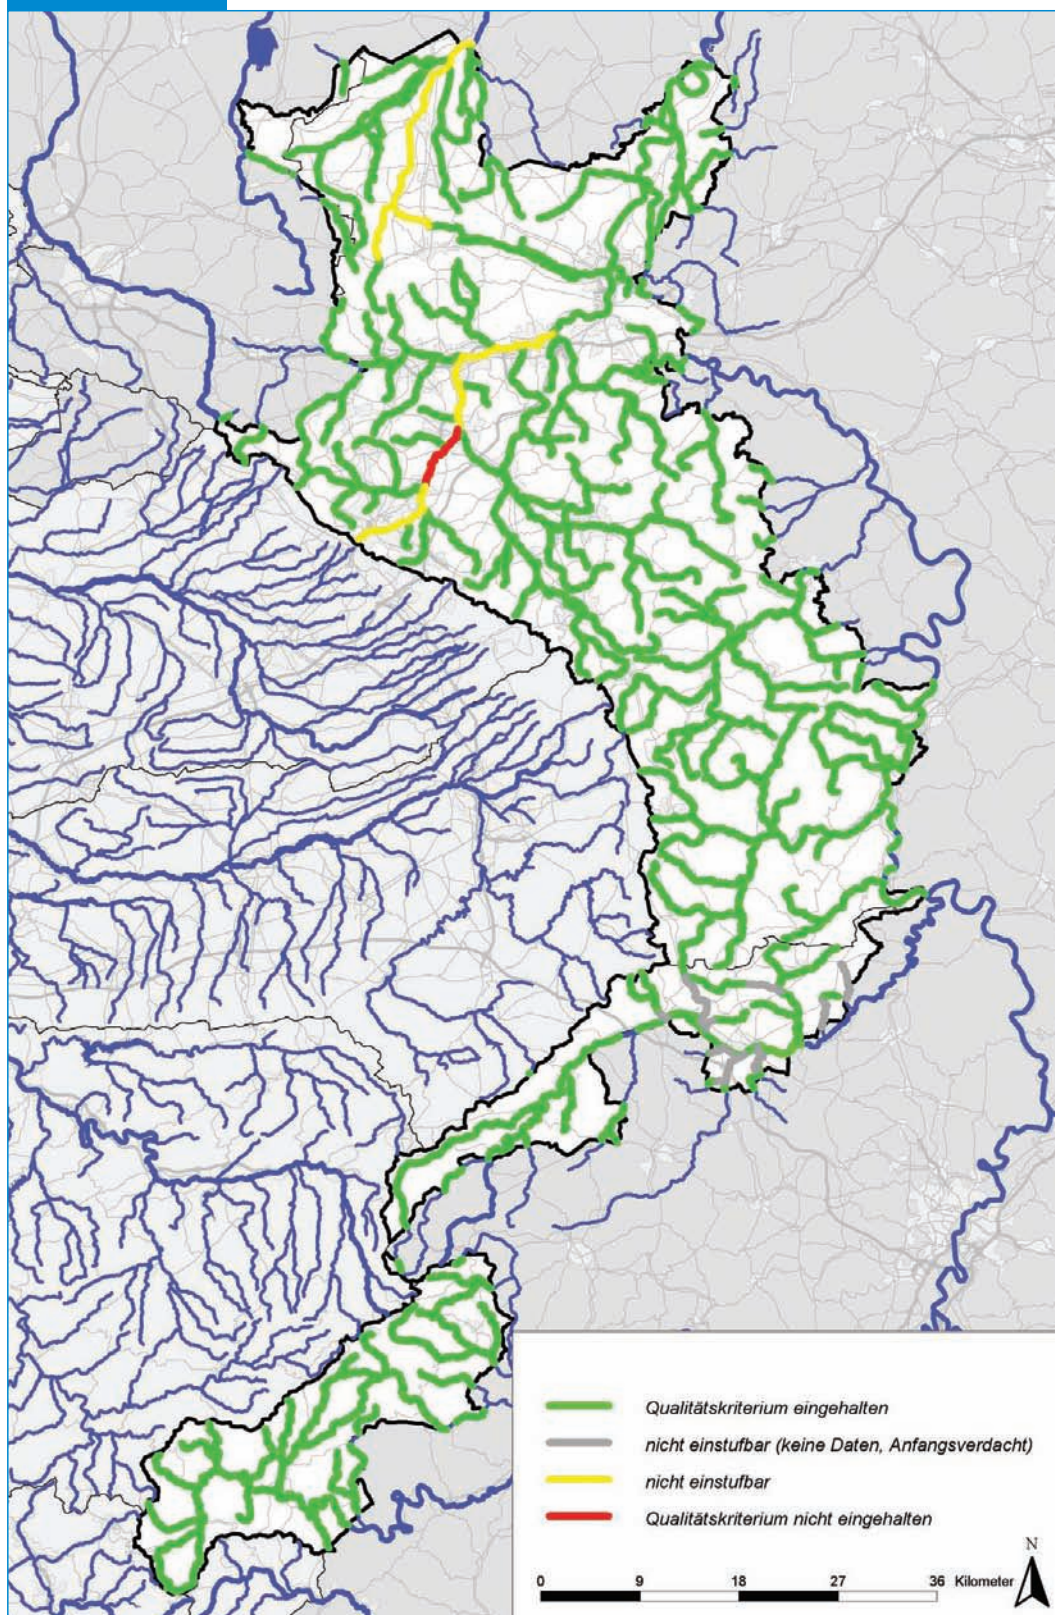 Qualitätskriterium eingehalten
nicht einstufbar (keine Daten, Anfangsverdacht)
nicht einstufbar
Qualitätskriterium nicht eingehalten
N
0 9 18 27 36 Kilometer